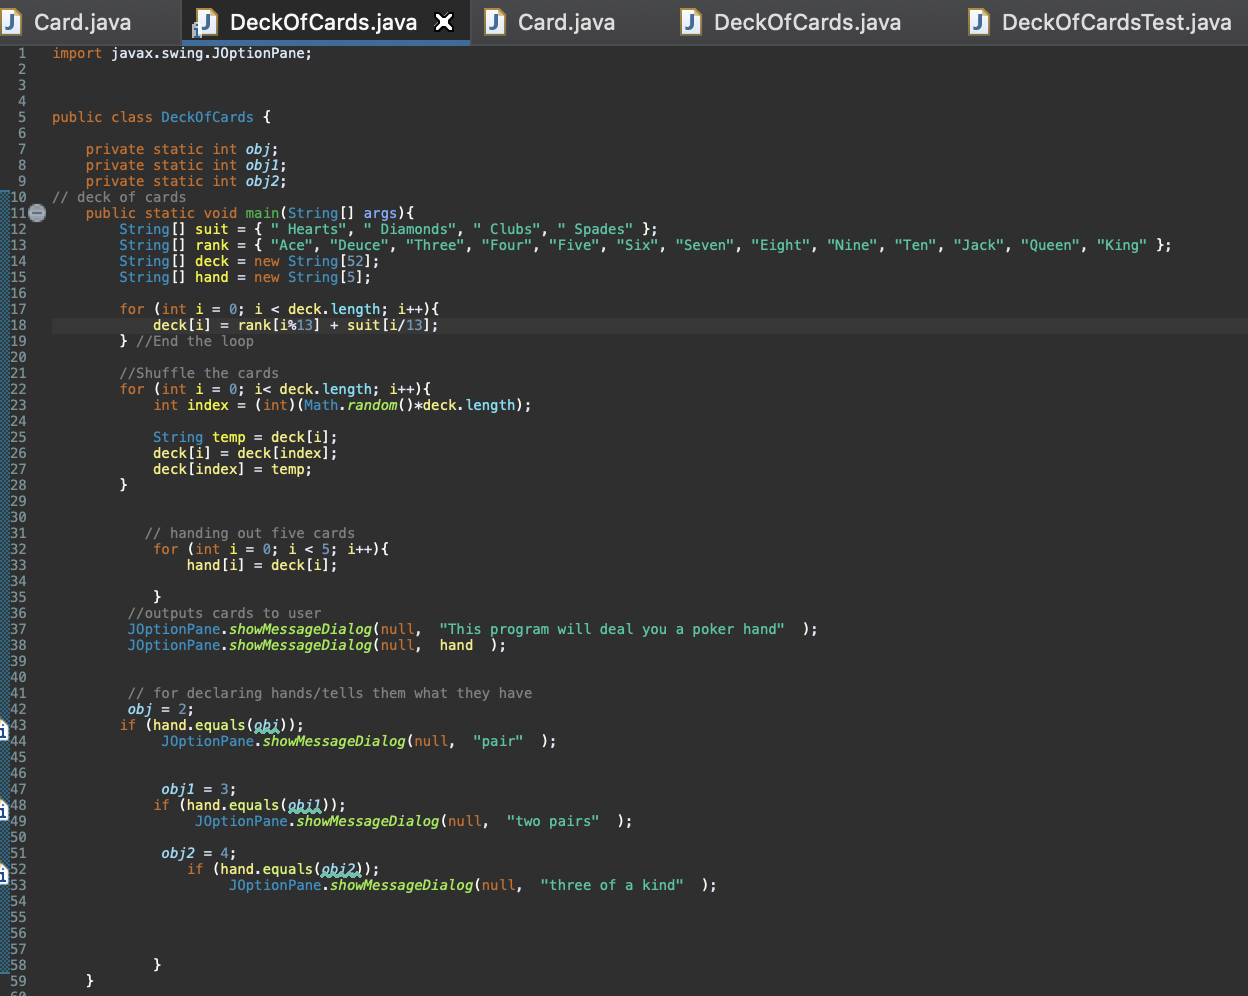 Card.java DeckOfCards.java Card.java DeckOfCards.java DeckOfCardsTest.java
1 import javax.swing.JOptionPane;
2
3
4
5 public class DeckOfCards {
6
7 private static int obj;
8 private static int obj1;
9 private static int obj2;
10 // deck of cards
11 public static void main(String[] args){
12 String[] suit = { " Hearts", " Diamonds", " Clubs", " Spades" };
13 String[] rank = { "Ace", "Deuce", "Three", "Four", "Five", "Six", "Seven", "Eight", "Nine", "Ten", "Jack", "Queen", "King" };
14 String[] deck = new String[52];
15 String[] hand = new String[5];
16
17 for (int i = 0; i < deck.length; i++){
18 deck[i] = rank[i%13] + suit[i/13];
19 } //End the loop
20
21 //Shuffle the cards
22 for (int i = 0; i< deck.length; i++){
23 int index = (int)(Math.random()*deck.length);
24
25 String temp = deck[i];
26 deck[i] = deck[index];
27 deck[index] = temp;
28 }
29
30
31 // handing out five cards
32 for (int i = 0; i < 5; i++){
33 hand[i] = deck[i];
34
35 }
36 //outputs cards to user
37 JOptionPane.showMessageDialog(null, "This program will deal you a poker hand" );
38 JOptionPane.showMessageDialog(null, hand );
39
40
41 // for declaring hands/tells them what they have
42 obj = 2;
43 if (hand.equals(obj));
44 JOptionPane.showMessageDialog(null, "pair" );
45
46
47 obj1 = 3;
48 if (hand.equals(obj1));
49 JOptionPane.showMessageDialog(null, "two pairs" );
50
51 obj2 = 4;
52 if (hand.equals(obj2));
53 JOptionPane.showMessageDialog(null, "three of a kind" );
54
55
56
57
58 }
59 }
60